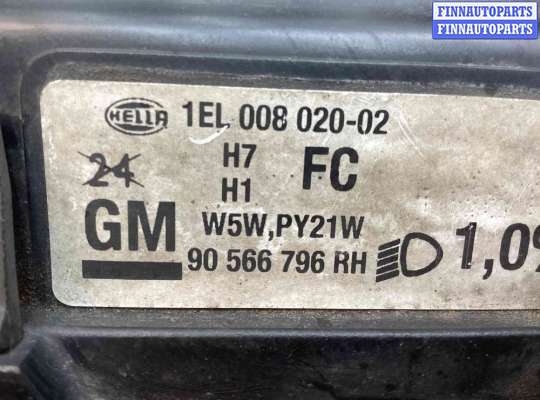 FINNAUTOPARTS
FINNAUTOPARTS
HELLA 1EL 008 020-02
24 H7 FC
H1
GM W5W,PY21W
90 566 796 RH 1,0%